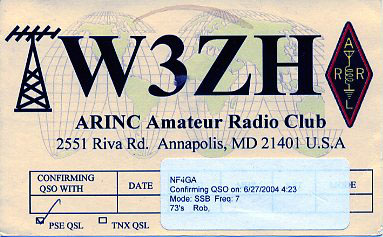 W3ZH
A
R R
L
ARINC Amateur Radio Club
2551 Riva Rd. Annapolis, MD 21401 U.S.A
CONFIRMING
QSO WITH
DATE
MODE
NF4GA
Confirming QSO on: 6/27/2004 4:23
Mode: SSB Freq: 7
73's Rob,
PSE QSL
TNX QSL